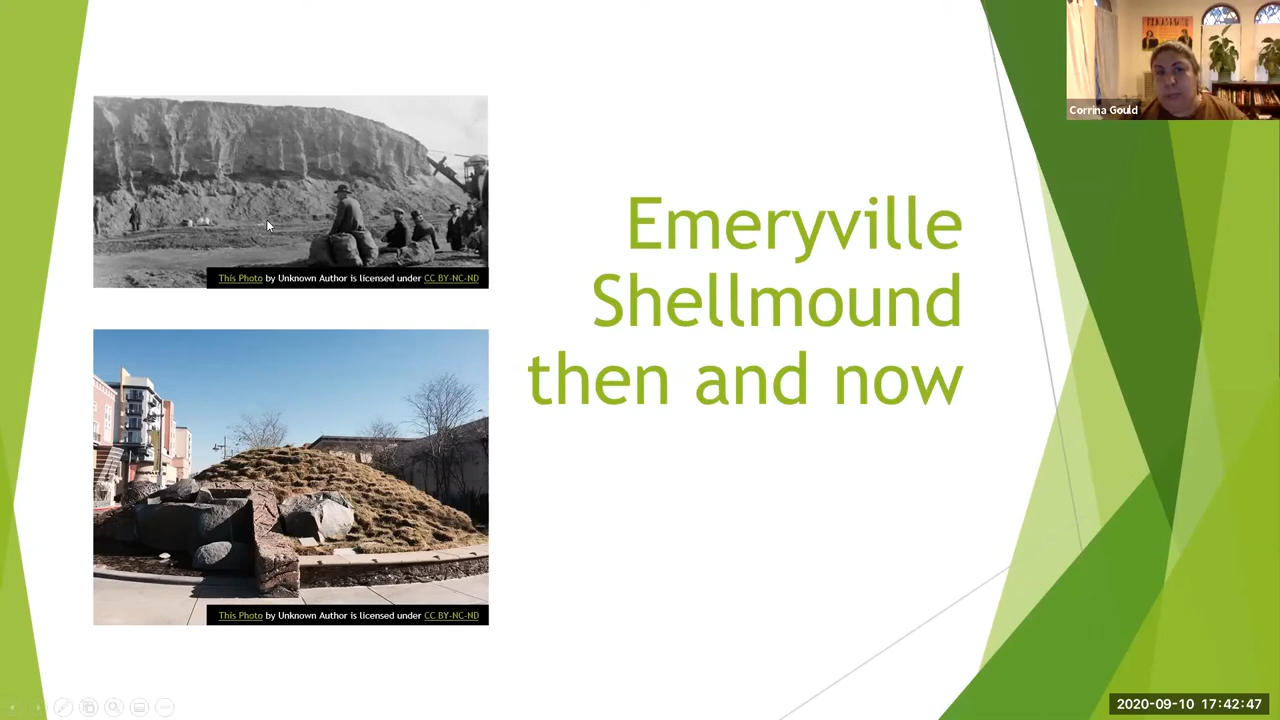 Corrina Gould
This Photo by Unknown Author is licensed under CC BY-NC-ND
Emeryville
Shellmound
then and now
This Photo by Unknown Author is licensed under CC BY-NC-ND
2020-09-10 17:42:47